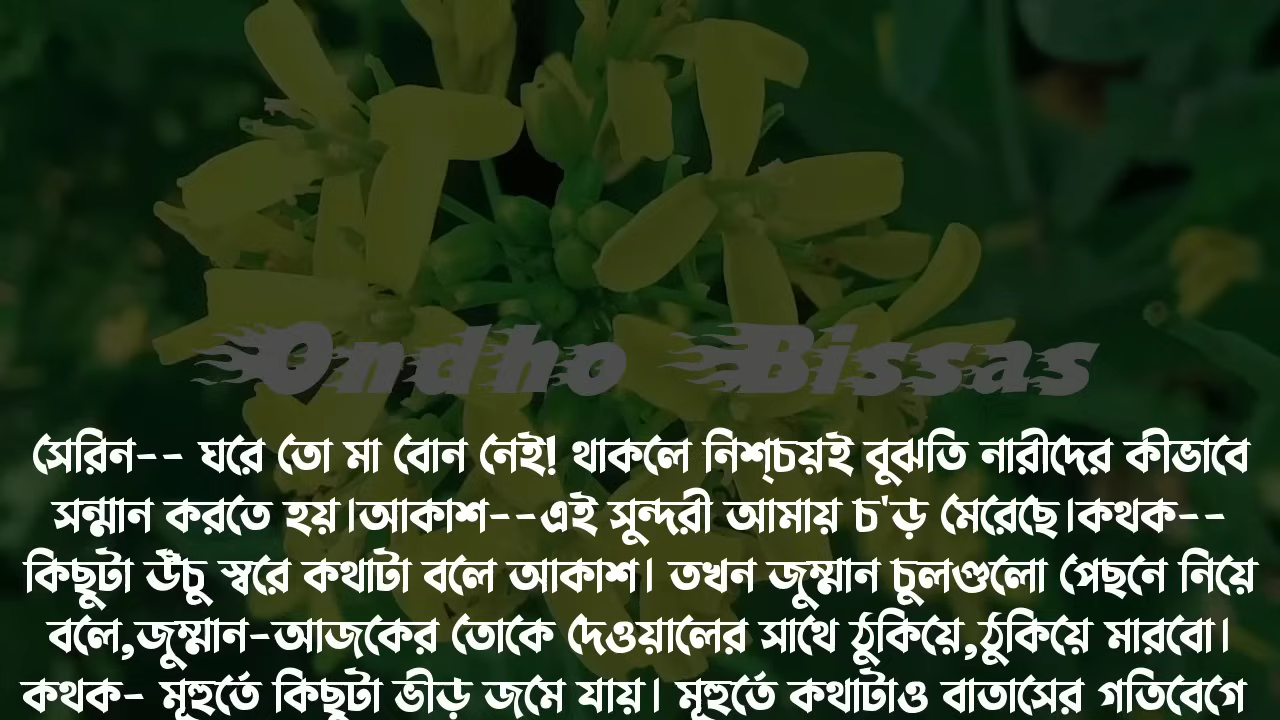 Ondho Bissas
সেরিন-- ঘরে তো মা বোন নেই! থাকলে নিশ্চয়ই বুঝতি নারীদের কীভাবে
সন্মান করতে হয়।আকাশ--এই সুন্দরী আমায় চ'ড় মেরেছে।কথক--
কিছুটা উঁচু স্বরে কথাটা বলে আকাশ। তখন জুম্মান চুলগুলো পেছনে নিয়ে
বলে,জুম্মান-আজকের তোকে দেওয়ালের সাথে ঠুকিয়ে,ঠুকিয়ে মারবো।
কথক- মূহুর্তে কিছুটা ভীড় জমে যায়। মূহুর্তে কথাটাও বাতাসের গতিবেগে